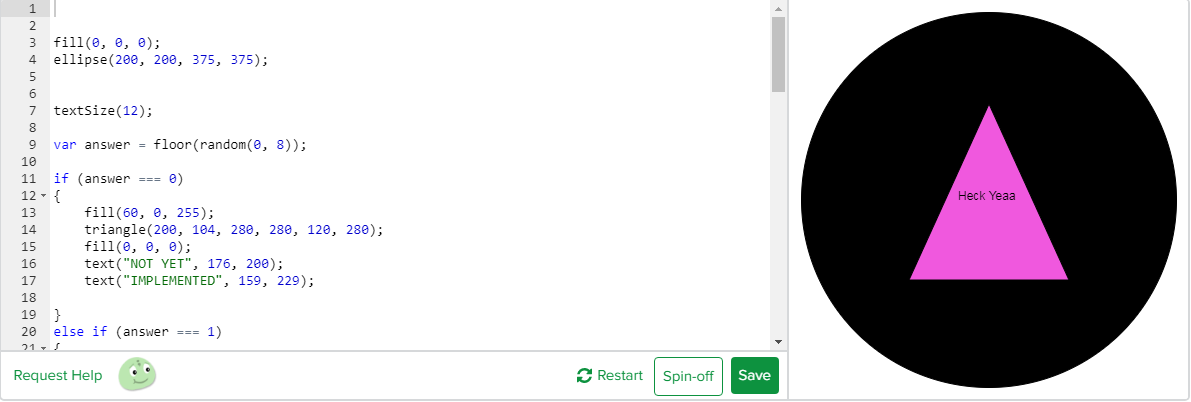 1
2
3 fill(0, 0, 0);
4 ellipse(200, 200, 375, 375);
5
6
7 textSize(12);
8
9 var answer = floor(random(0, 8));
10
11 if (answer === 0)
12 {
13 fill(60, 0, 255);
14 triangle(200, 104, 280, 280, 120, 280);
15 fill(0, 0, 0);
16 text("NOT YET", 176, 200);
17 text("IMPLEMENTED", 159, 229);
18
19 }
20 else if (answer === 1)
21 {
Request Help
Restart
Spin-off
Save
Heck Yeaa